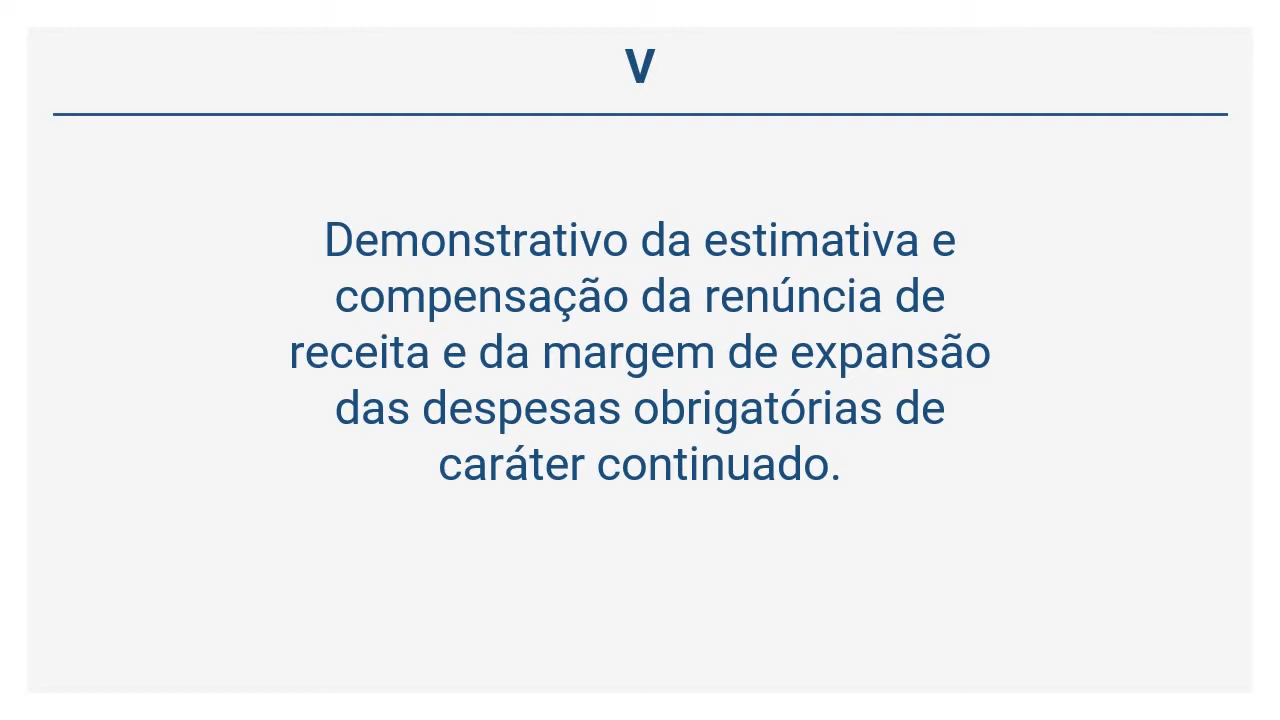 V
Demonstrativo da estimativa e
compensação da renúncia de
receita e da margem de expansão
das despesas obrigatórias de
caráter continuado.